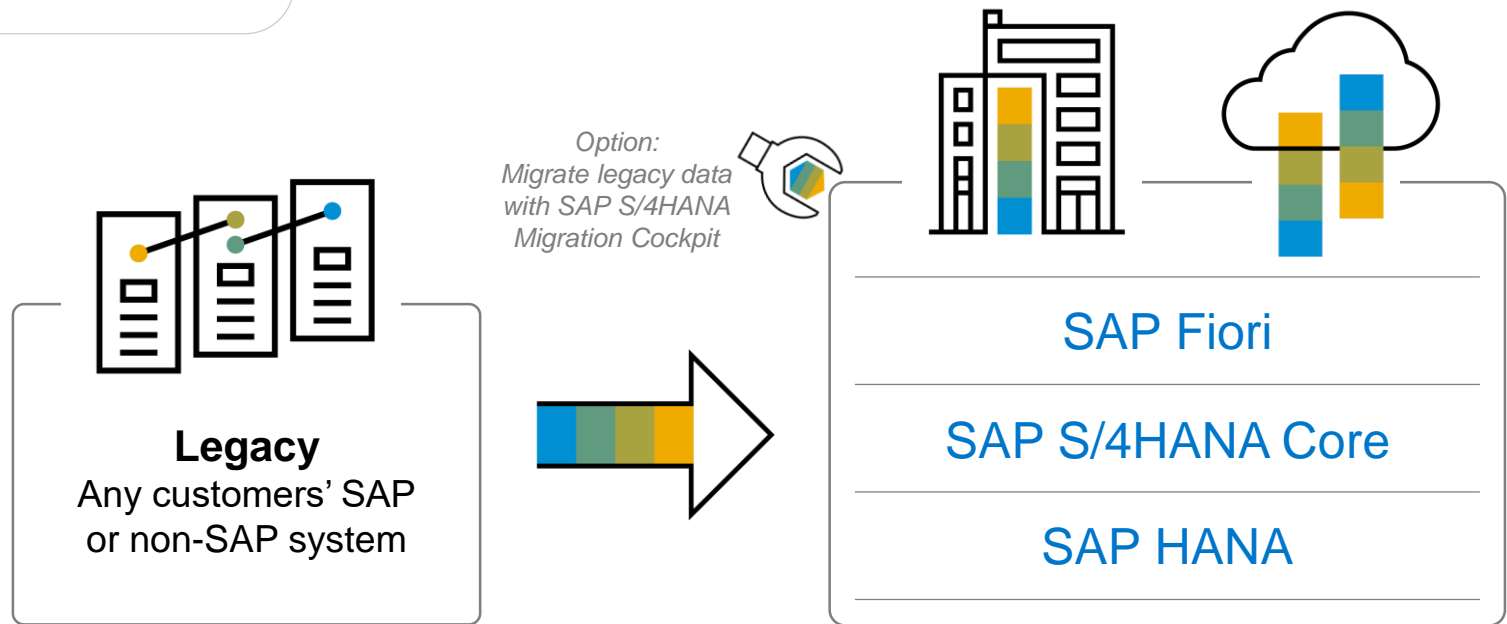 Option:
Migrate legacy data
with SAP S/4HANA
Migration Cockpit
Legacy
Any customers’ SAP
or non-SAP system
SAP Fiori
SAP S/4HANA Core
SAP HANA